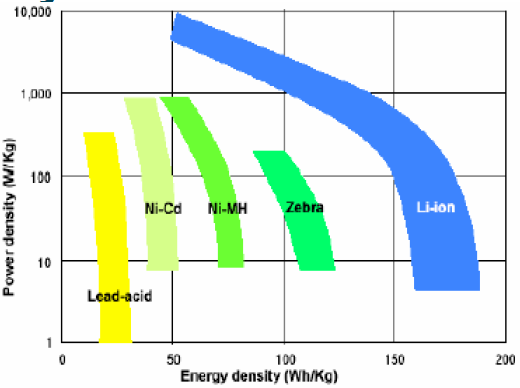 10,000
1,000
100
10
1
Power density (W/Kg)
Ni-Cd
Ni-MH
Zebra
Li-ion
Lead-acid
0
50
100
150
200
Energy density (Wh/Kg)